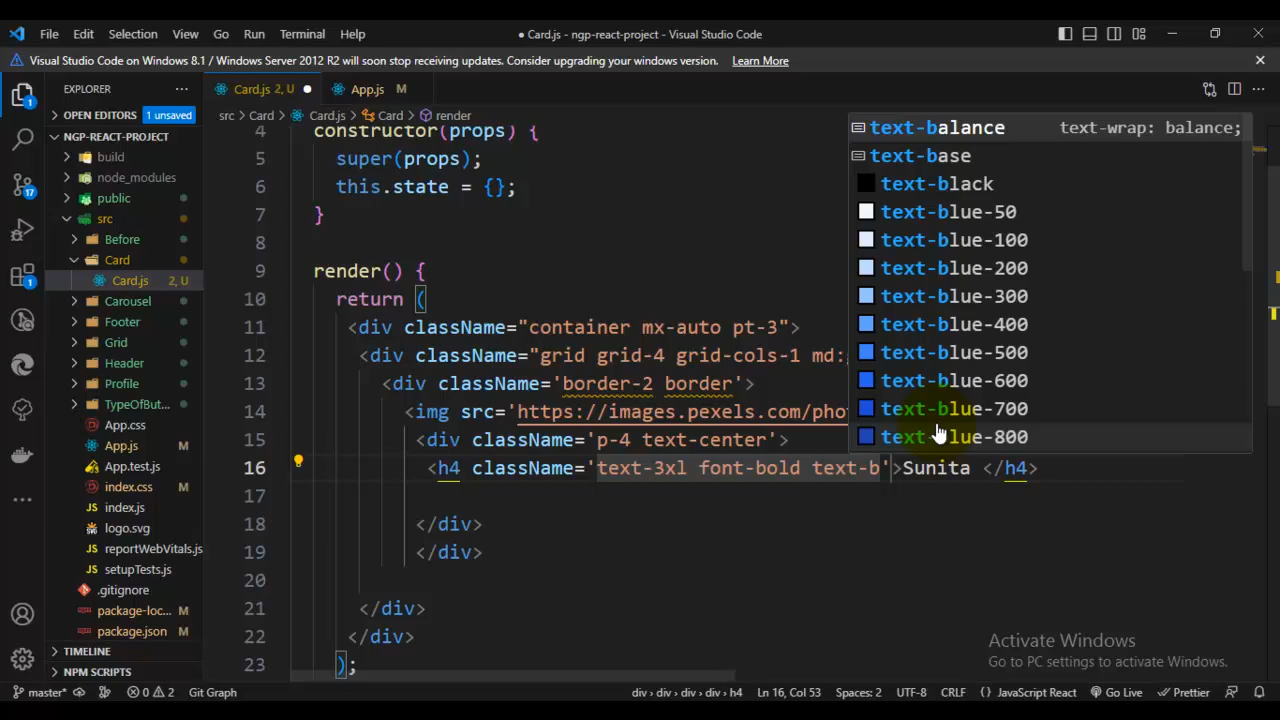 File Edit Selection View Go Run Terminal Help
● Card.js - ngp-react-project - Visual Studio Code
Visual Studio Code on Windows 8.1 / Windows Server 2012 R2 will soon stop receiving updates. Consider upgrading your windows version. Learn More
EXPLORER
OPEN EDITORS 1 unsaved
NGP-REACT-PROJECT
build
node_modules
public
src
Before
Card
Card.js 2, U
Carousel
Footer
Grid
Header
Profile
TypeOfBut...
App.css
App.js M
App.test.js
index.css M
index.js
logo.svg
reportWebVitals.js
setupTests.js
.gitignore
package-loc... M
package.json M
TIMELINE
NPM SCRIPTS
1
17
1
Card.js 2, U ● App.js M
src > Card > Card.js > Card > render
4 constructor(props) {
5 super(props);
6 this.state = {};
7 }
8
9 render() {
10 return (
11 <div className="container mx-auto pt-3">
12 <div className="grid grid-4 grid-cols-1 md:
13 <div className='border-2 border'>
14 <img src='https://images.pexels.com/pho
15 <div className='p-4 text-center'>
16 <h4 className='text-3xl font-bold text-b'>Sunita </h4>
17
18 </div>
19 </div>
20
21 </div>
22 </div>
23 );
text-balance text-wrap: balance;
text-base
text-black
text-blue-50
text-blue-100
text-blue-200
text-blue-300
text-blue-400
text-blue-500
text-blue-600
text-blue-700
text-blue-800
Activate Windows
Go to PC settings to activate Windows.
master* 0 2 Git Graph
div › div › div › div › h4 Ln 16, Col 53 Spaces: 2 UTF-8 CRLF {} JavaScript React Go Live Prettier